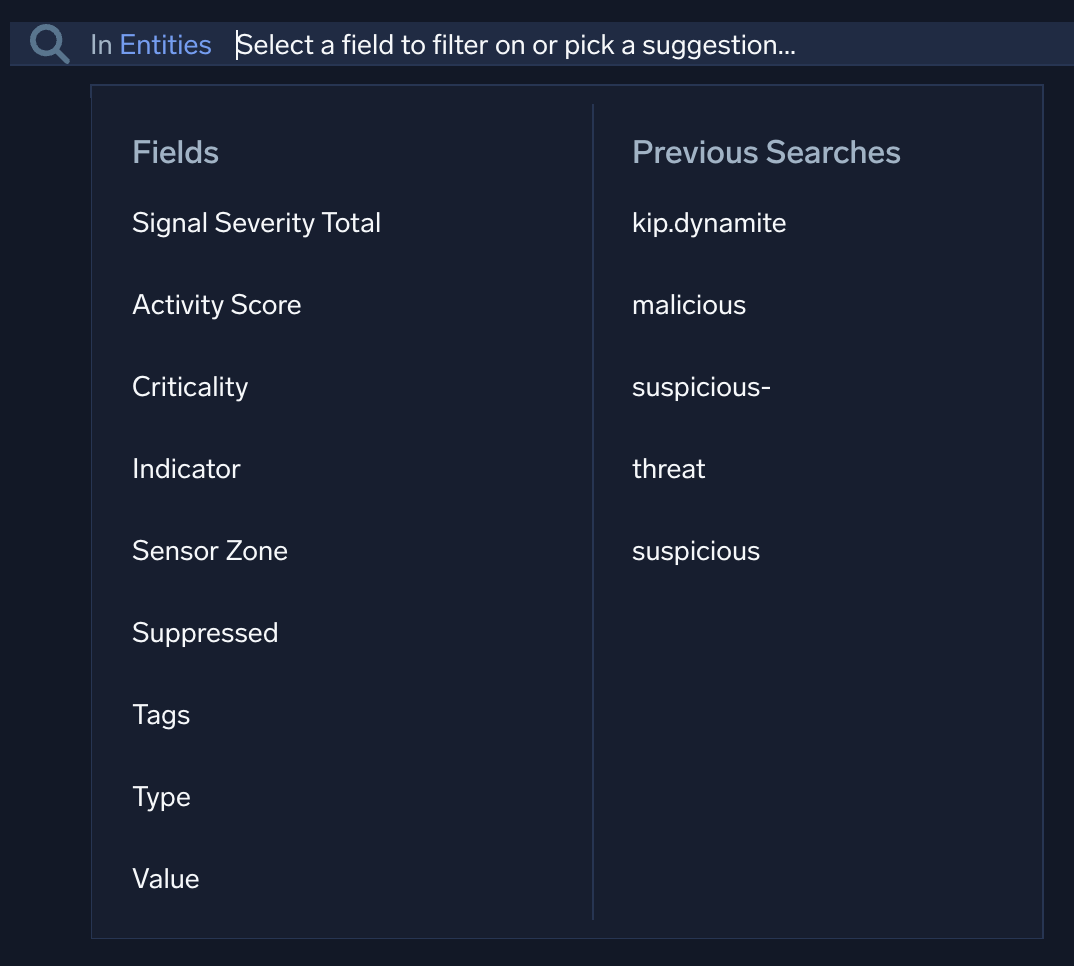 In Entities Select a field to filter on or pick a suggestion...
Fields
Signal Severity Total
Activity Score
Criticality
Indicator
Sensor Zone
Suppressed
Tags
Type
Value
Previous Searches
kip.dynamite
malicious
suspicious-
threat
suspicious